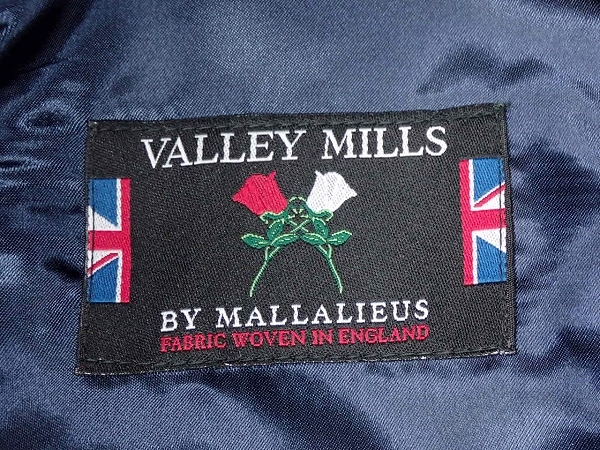 VALLEY MILLS
BY MALLALIEUS
FABRIC WOVEN IN ENGLAND